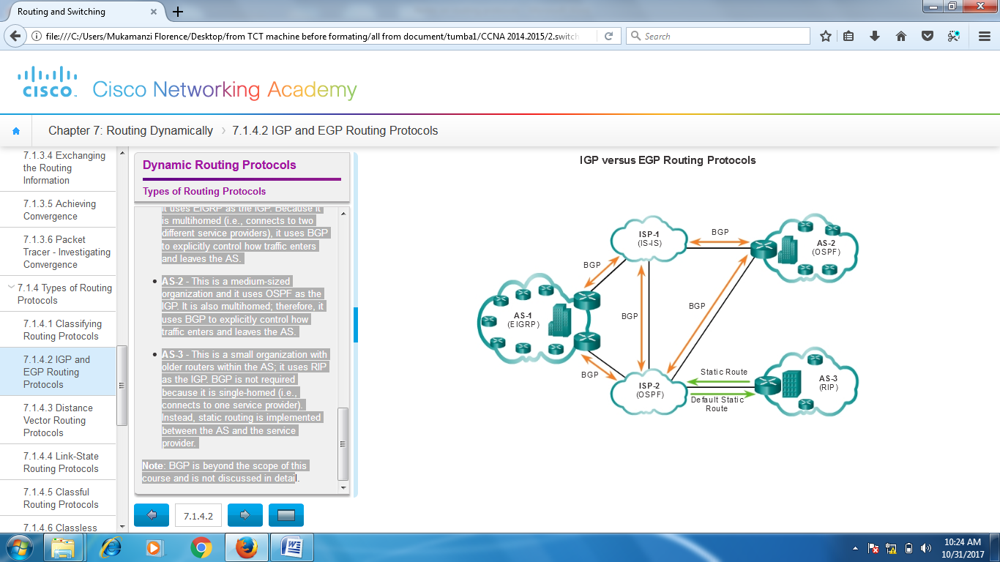 Routing and Switching
file:///C:/Users/Mukamanzi Florence/Desktop/from TCT machine before formating/all from document/tumba1/CCNA 2014.2015/2.switch
Search
CISCO.
Cisco Networking Academy
Chapter 7: Routing Dynamically
7.1.4.2 IGP and EGP Routing Protocols
7.1.3.4 Exchanging
the Routing
Information
7.1.3.5 Achieving
Convergence
7.1.3.6 Packet
Tracer - Investigating
Convergence
7.1.4 Types of Routing
Protocols
7.1.4.1 Classifying
Routing Protocols
7.1.4.2 IGP and
EGP Routing
Protocols
7.1.4.3 Distance
Vector Routing
Protocols
7.1.4.4 Link-State
Routing Protocols
7.1.4.5 Classful
Routing Protocols
7.1.4.6 Classless
Dynamic Routing Protocols
Types of Routing Protocols
it uses EIGRP as the IGP. Because it
is multihomed (i.e., connects to two
different service providers), it uses BGP
to explicitly control how traffic enters
and leaves the AS.
AS-2 - This is a medium-sized
organization and it uses OSPF as the
IGP. It is also multihomed; therefore, it
uses BGP to explicitly control how
traffic enters and leaves the AS.
AS-3 - This is a small organization with
older routers within the AS; it uses RIP
as the IGP. BGP is not required
because it is single-homed (i.e.,
connects to one service provider).
Instead, static routing is implemented
between the AS and the service
provider.
Note: BGP is beyond the scope of this
course and is not discussed in detail.
7.1.4.2
IGP versus EGP Routing Protocols
ISP-1
(IS-IS)
BGP
AS-2
(OSPF)
BGP
AS-1
(EIGRP)
BGP
BGP
BGP
ISP-2
(OSPF)
Static Route
Default Static
Route
AS-3
(RIP)
10:24 AM
10/31/2017